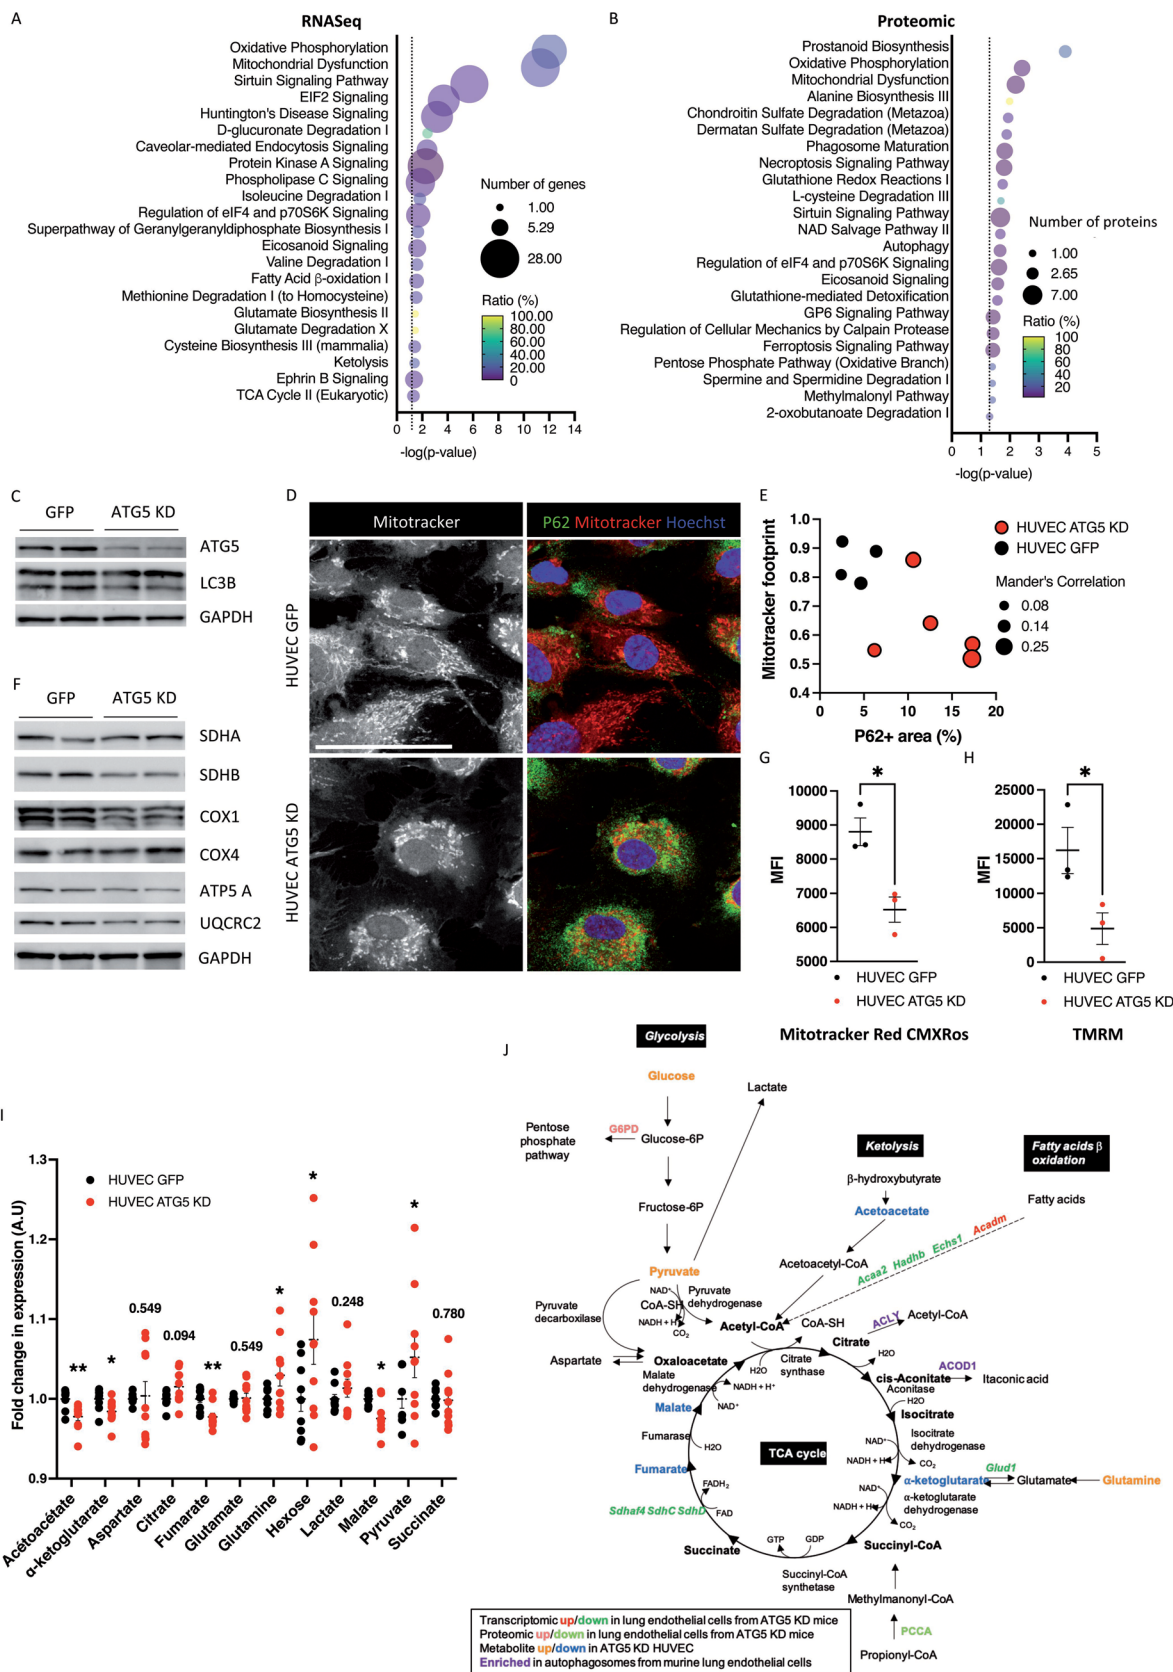 A
RNASeq
Oxidative Phosphorylation
Mitochondrial Dysfunction
Sirtuin Signaling Pathway
EIF2 Signaling
Huntington's Disease Signaling
D-glucuronate Degradation I
Caveolar-mediated Endocytosis Signaling
Protein Kinase A Signaling
Phospholipase C Signaling
Isoleucine Degradation I
Regulation of eIF4 and p70S6K Signaling
Superpathway of Geranylgeranyldiphosphate Biosynthesis I
Eicosanoid Signaling
Valine Degradation I
Fatty Acid β-oxidation I
Methionine Degradation I (to Homocysteine)
Glutamate Biosynthesis II
Glutamate Degradation X
Cysteine Biosynthesis III (mammalia)
Ketolysis
Ephrin B Signaling
TCA Cycle II (Eukaryotic)
0 2 4 6 8 10 12 14
-log(p-value)
Number of genes
1.00
5.29
28.00
Ratio (%)
100.00
80.00
60.00
40.00
20.00
0
B
Proteomic
Prostanoid Biosynthesis
Oxidative Phosphorylation
Mitochondrial Dysfunction
Alanine Biosynthesis III
Chondroitin Sulfate Degradation (Metazoa)
Dermatan Sulfate Degradation (Metazoa)
Phagosome Maturation
Necroptosis Signaling Pathway
Glutathione Redox Reactions I
L-cysteine Degradation III
Sirtuin Signaling Pathway
NAD Salvage Pathway II
Autophagy
Regulation of eIF4 and p70S6K Signaling
Eicosanoid Signaling
Glutathione-mediated Detoxification
GP6 Signaling Pathway
Regulation of Cellular Mechanics by Calpain Protease
Ferroptosis Signaling Pathway
Pentose Phosphate Pathway (Oxidative Branch)
Spermine and Spermidine Degradation I
Methylmalonyl Pathway
2-oxobutanoate Degradation I
0 1 2 3 4 5
-log(p-value)
Number of proteins
1.00
2.65
7.00
Ratio (%)
100
80
60
40
20
C
GFP ATG5 KD
ATG5
LC3B
GAPDH
D
Mitotracker
P62 Mitotracker Hoechst
HUVEC GFP
HUVEC ATG5 KD
E
Mitotracker footprint
1.0
0.9
0.8
0.7
0.6
0.5
0.4
0 5 10 15 20
P62+ area (%)
HUVEC ATG5 KD
HUVEC GFP
Mander's Correlation
0.08
0.14
0.25
F
GFP ATG5 KD
SDHA
SDHB
COX1
COX4
ATP5 A
UQCRC2
GAPDH
G
*
MFI
10000
9000
8000
7000
6000
5000
HUVEC GFP
HUVEC ATG5 KD
Mitotracker Red CMXRos
H
*
MFI
25000
20000
15000
10000
5000
0
HUVEC GFP
HUVEC ATG5 KD
TMRM
I
Fold change in expression (A.U)
1.3
1.2
1.1
1.0
0.9
HUVEC GFP
HUVEC ATG5 KD
** * 0.549 0.094 ** 0.549 * * 0.248 * * 0.780
Acétoacétate
α-ketoglutarate
Aspartate
Citrate
Fumarate
Glutamate
Glutamine
Hexose
Lactate
Malate
Pyruvate
Succinate
J
Glycolysis
Glucose
Lactate
Pentose
phosphate
pathway
G6PD
Glucose-6P
Fructose-6P
Ketolysis
β-hydroxybutyrate
Acetoacetate
Acetoacetyl-CoA
Fatty acids β
oxidation
Fatty acids
Acaa2 Hadhb Echs1 Acadm
Pyruvate
NAD⁺
CoA-SH
NADH + H⁺
CO₂
Pyruvate
dehydrogenase
Pyruvate
decarboxilase
Acetyl-CoA
CoA-SH
Citrate
ACLY
Acetyl-CoA
Aspartate
Oxaloacetate
H2O
Citrate
synthase
H₂O
cis-Aconitate
ACOD1
Itaconic acid
Malate
dehydrogenase
NADH + H⁺
NAD⁺
Aconitase
H2O
Isocitrate
Malate
Fumarase
H2O
NAD⁺
NADH + H⁺
CO₂
Isocitrate
dehydrogenase
TCA cycle
Fumarate
α-ketoglutarate
Glud1
Glutamate
Glutamine
FADH₂
FAD
Sdhaf4 SdhC SdhD
NAD⁺
NADH + H⁺
CO₂
α-ketoglutarate
dehydrogenase
Succinate
GTP GDP
Succinyl-CoA
Succinyl-CoA
synthetase
Methylmanonyl-CoA
PCCA
Propionyl-CoA
Transcriptomic up/down in lung endothelial cells from ATG5 KD mice
Proteomic up/down in lung endothelial cells from ATG5 KD mice
Metabolite up/down in ATG5 KD HUVEC
Enriched in autophagosomes from murine lung endothelial cells